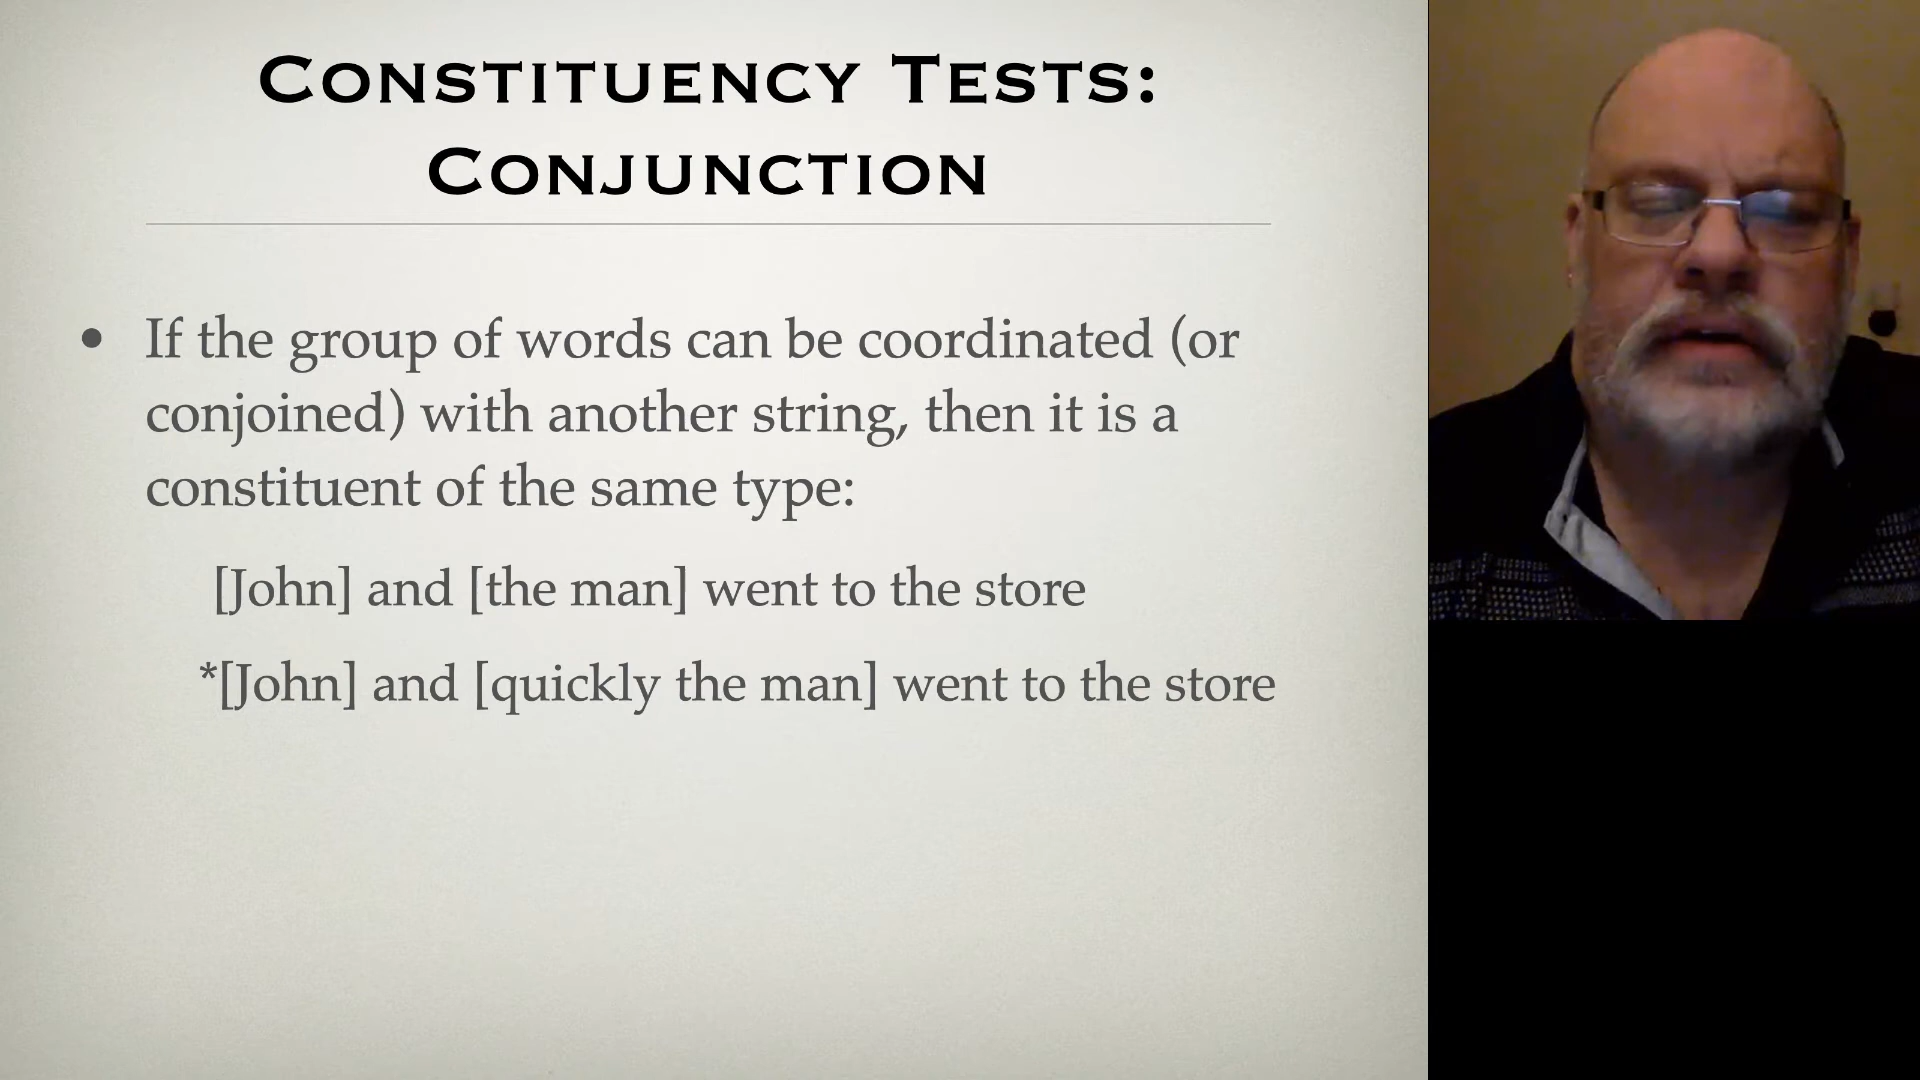 Constituency Tests:
Conjunction
• If the group of words can be coordinated (or
conjoined) with another string, then it is a
constituent of the same type:
[John] and [the man] went to the store
*[John] and [quickly the man] went to the store